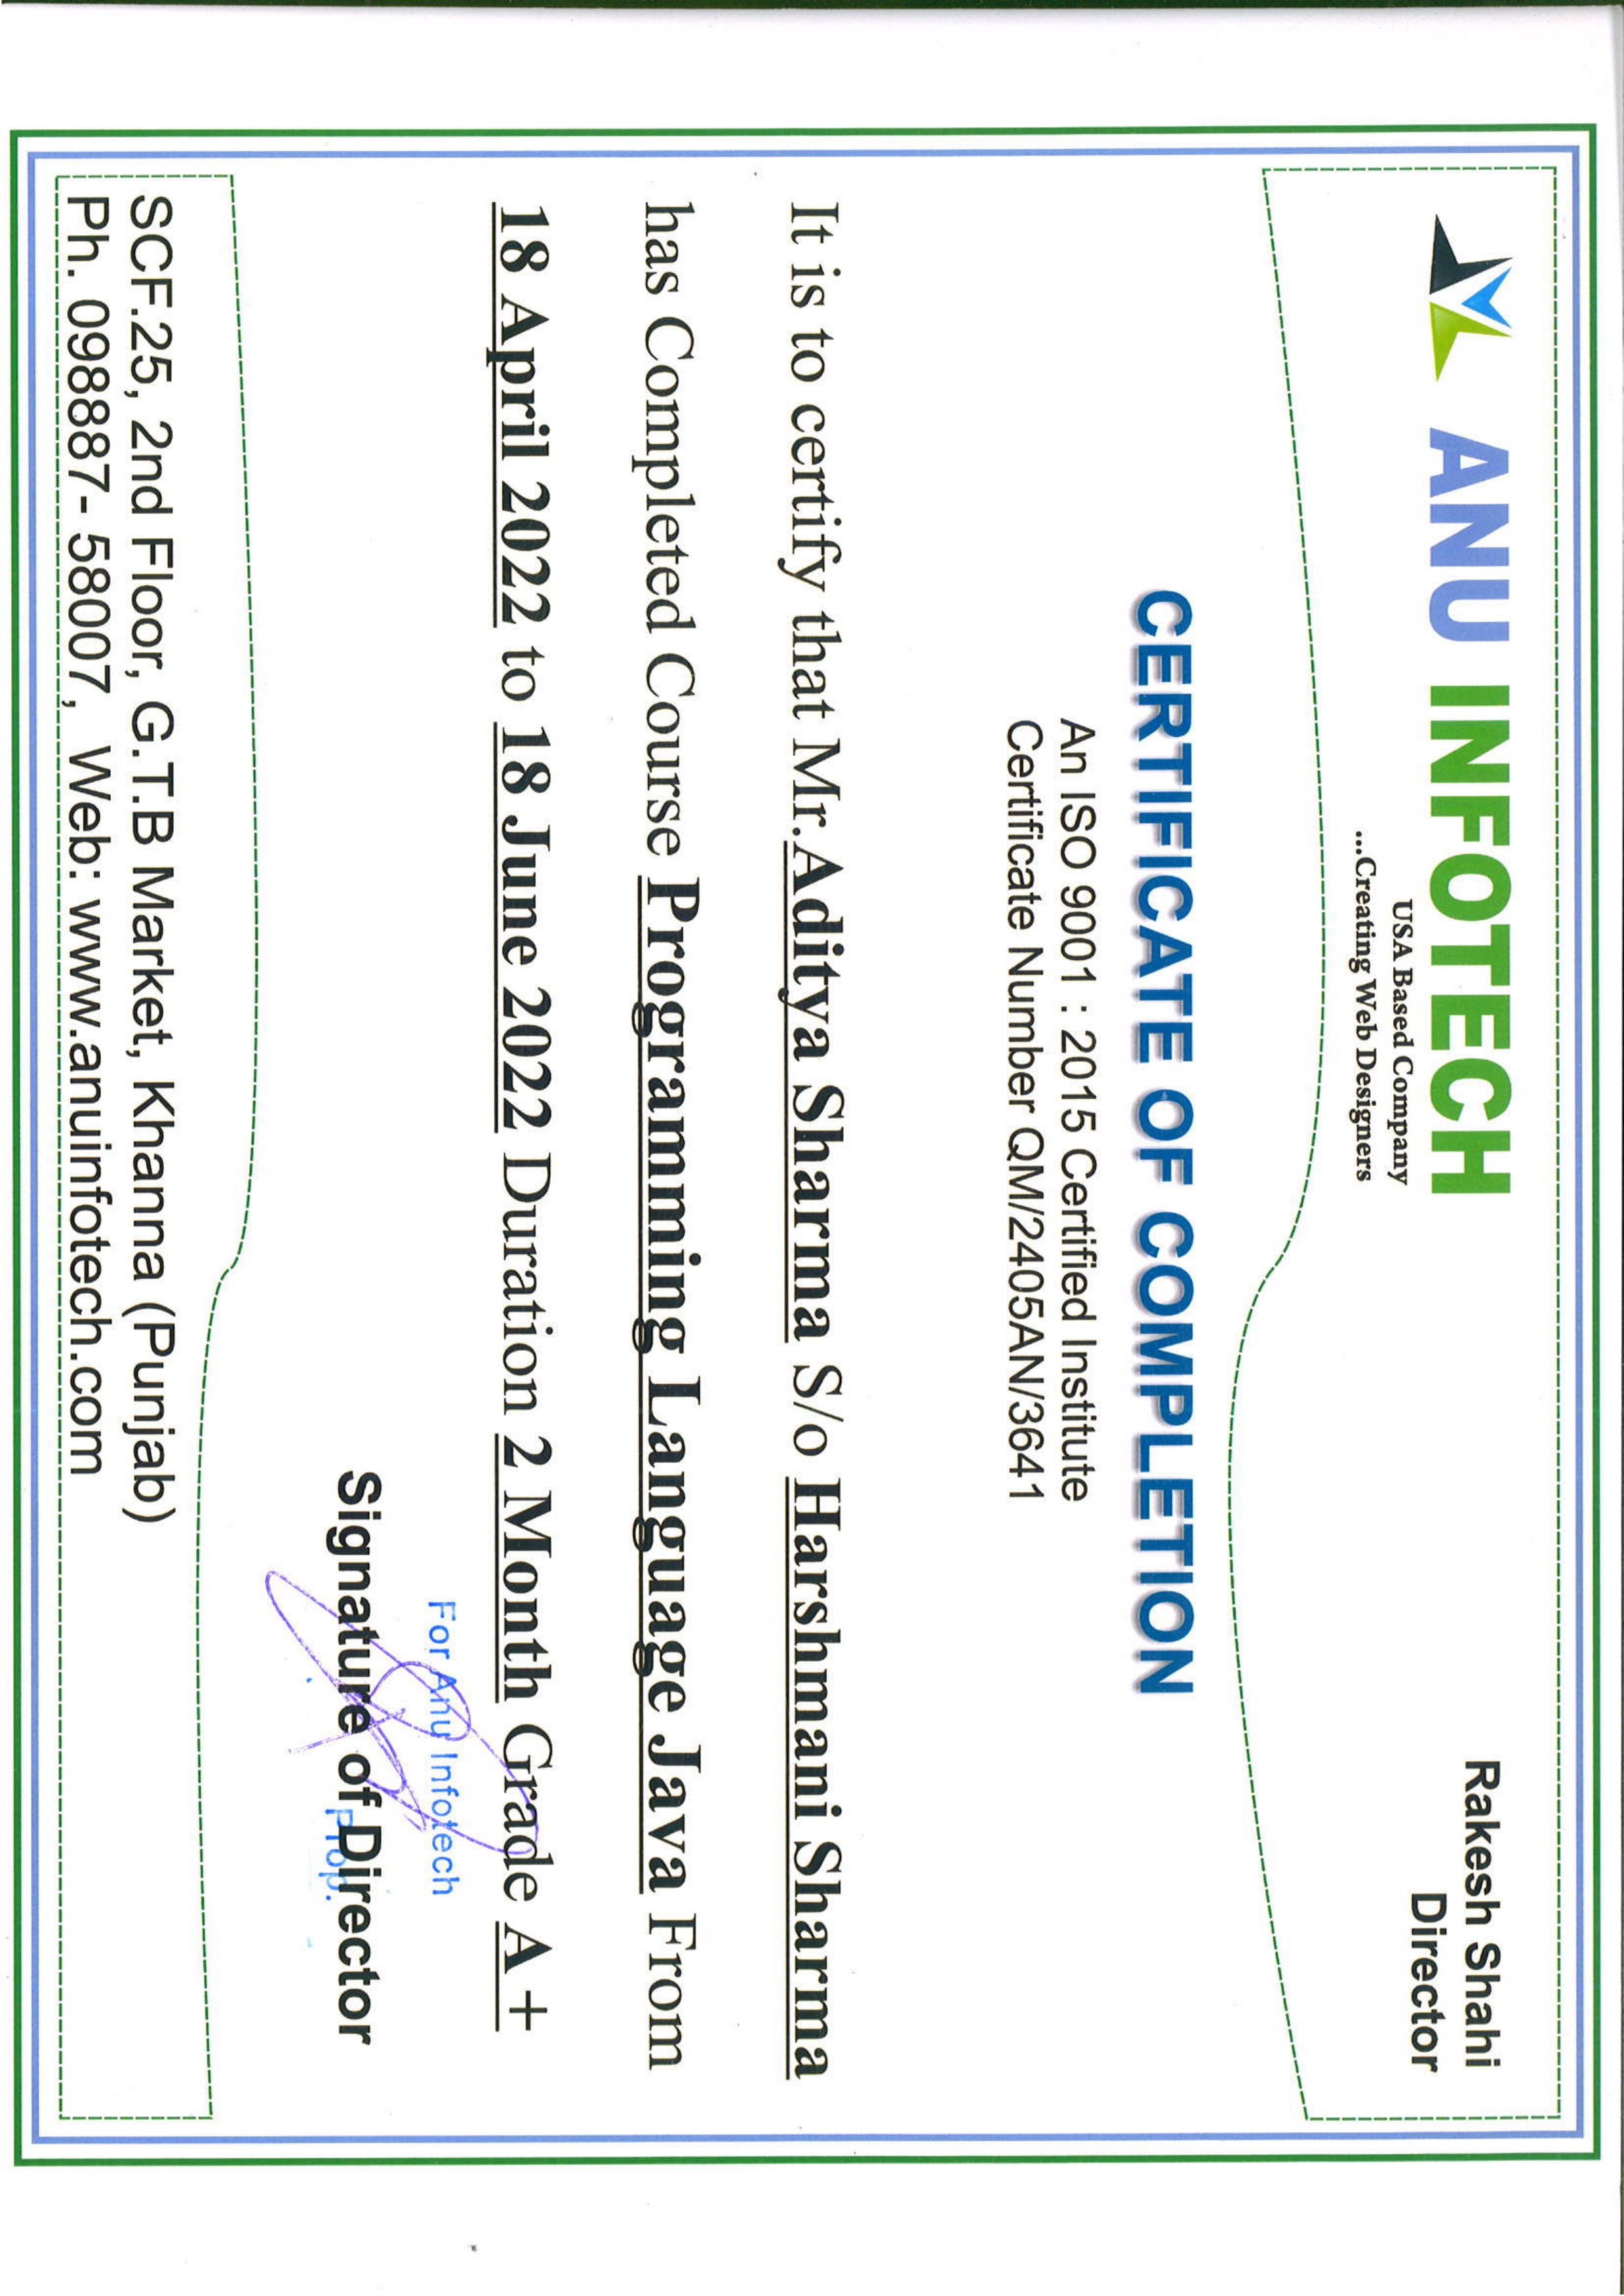 ANU INFOTECH
USA Based Company
...Creating Web Designers
Rakesh Shahi
Director
CERTIFICATE OF COMPLETION
An ISO 9001 : 2015 Certified Institute
Certificate Number QM/2405AN/3641
It is to certify that Mr.Aditya Sharma S/o Harshmani Sharma
has Completed Course Programming Language Java From
18 April 2022 to 18 June 2022 Duration 2 Month Grade A +
For Anu Infotech
Signature of Director
Prop.
SCF.25, 2nd Floor, G.T.B Market, Khanna (Punjab)
Ph. 098887- 58007, Web: www.anuinfotech.com